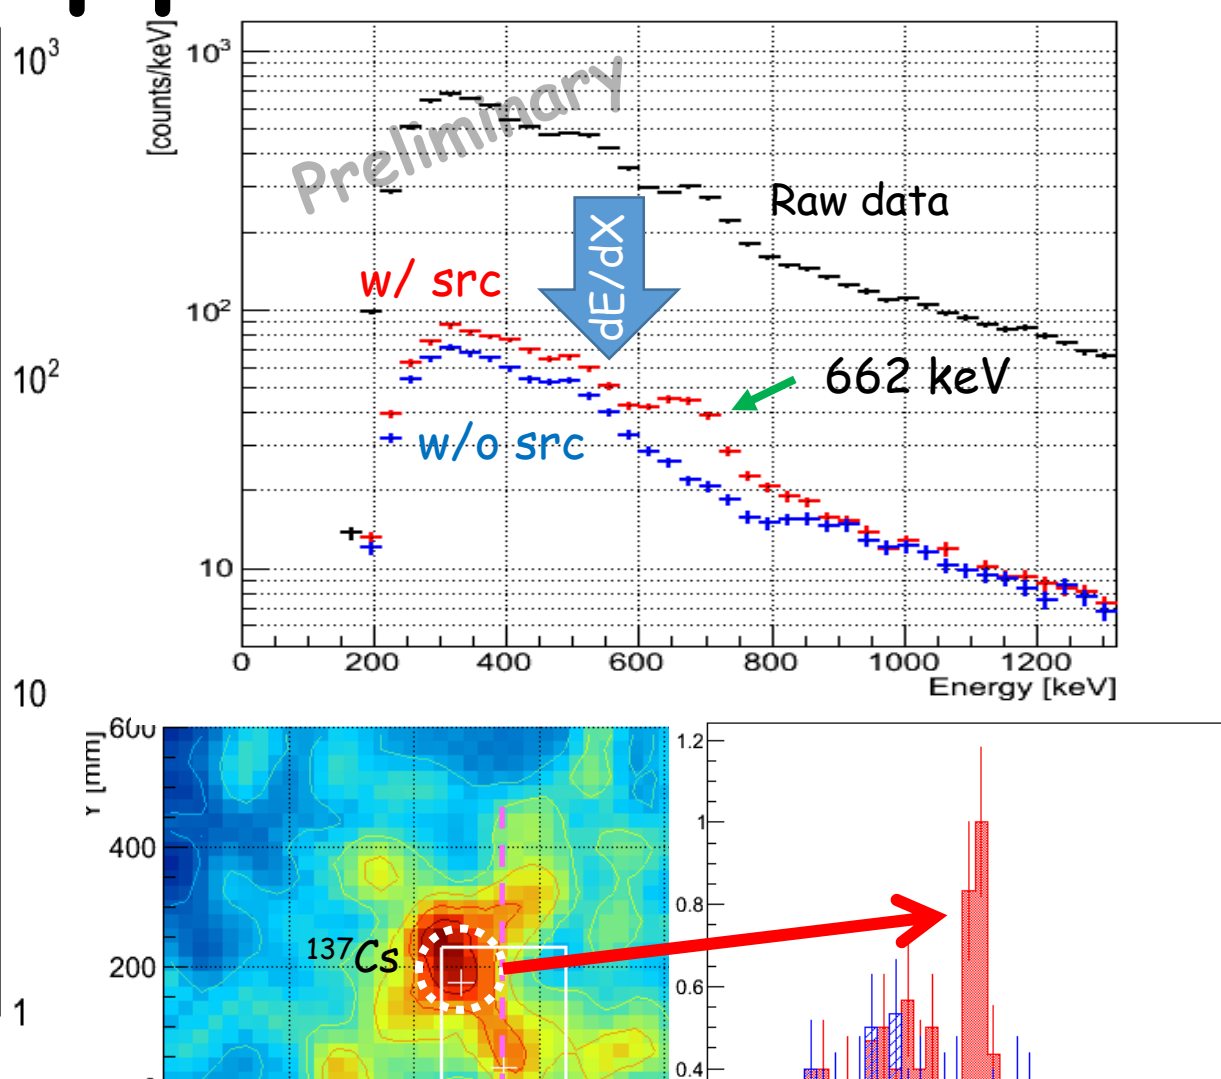 10³
10²
10
1
[counts/keV]
10³
10²
10
Preliminary
Raw data
dE/dX
w/ src
662 keV
w/o src
0 200 400 600 800 1000 1200
Energy [keV]
Y [mm]
600
400
200
¹³⁷Cs
1.2
1
0.8
0.6
0.4